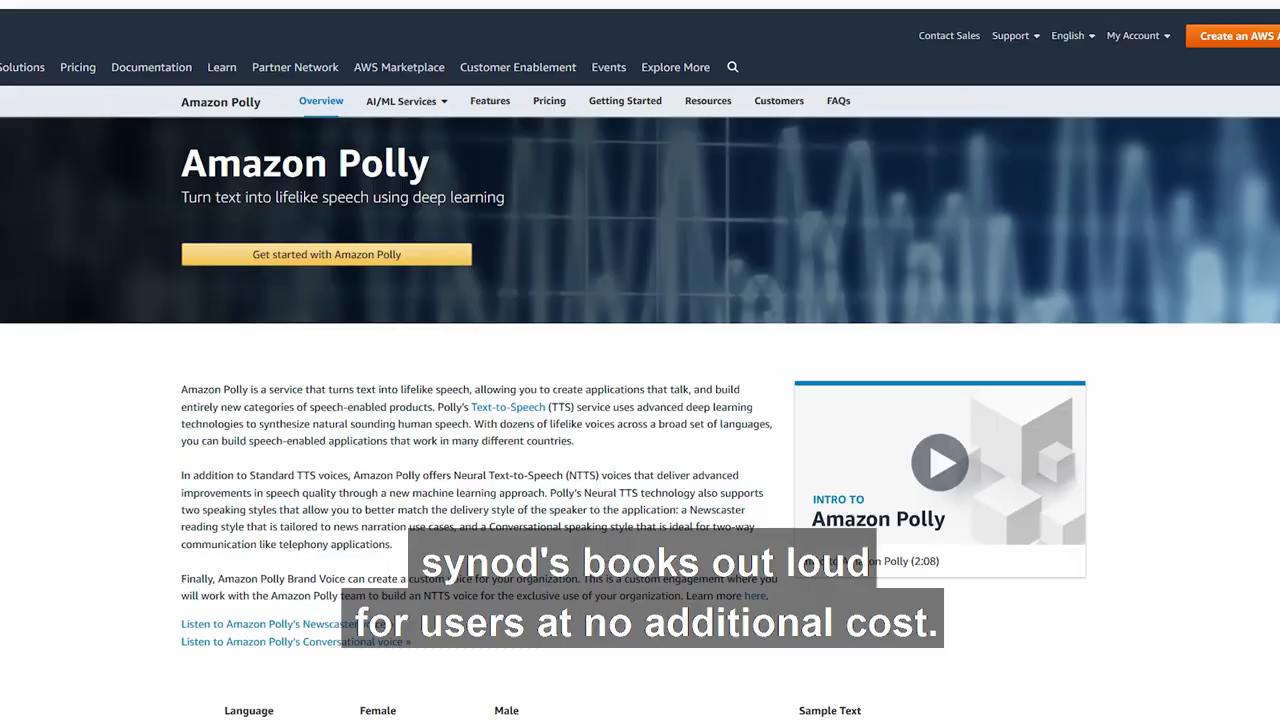 Contact Sales Support English My Account Create an AWS
Solutions Pricing Documentation Learn Partner Network AWS Marketplace Customer Enablement Events Explore More
Amazon Polly Overview AI/ML Services Features Pricing Getting Started Resources Customers FAQs
Amazon Polly
Turn text into lifelike speech using deep learning
Get started with Amazon Polly
Amazon Polly is a service that turns text into lifelike speech, allowing you to create applications that talk, and build
entirely new categories of speech-enabled products. Polly's Text-to-Speech (TTS) service uses advanced deep learning
technologies to synthesize natural sounding human speech. With dozens of lifelike voices across a broad set of languages,
you can build speech-enabled applications that work in many different countries.
In addition to Standard TTS voices, Amazon Polly offers Neural Text-to-Speech (NTTS) voices that deliver advanced
improvements in speech quality through a new machine learning approach. Polly's Neural TTS technology also supports
two speaking styles that allow you to better match the delivery style of the speaker to the application: a Newscaster
reading style that is tailored to news narration use cases, and a Conversational speaking style that is ideal for two-way
communication like telephony applications.
Finally, Amazon Polly Brand Voice can create a custom voice for your organization. This is a custom engagement where you
will work with the Amazon Polly team to build an NTTS voice for the exclusive use of your organization. Learn more here.
Listen to Amazon Polly's Newscaster voice
Listen to Amazon Polly's Conversational voice »
INTRO TO
Amazon Polly
Amazon Polly (2:08)
synod's books out loud
for users at no additional cost.
Language Female Male Sample Text